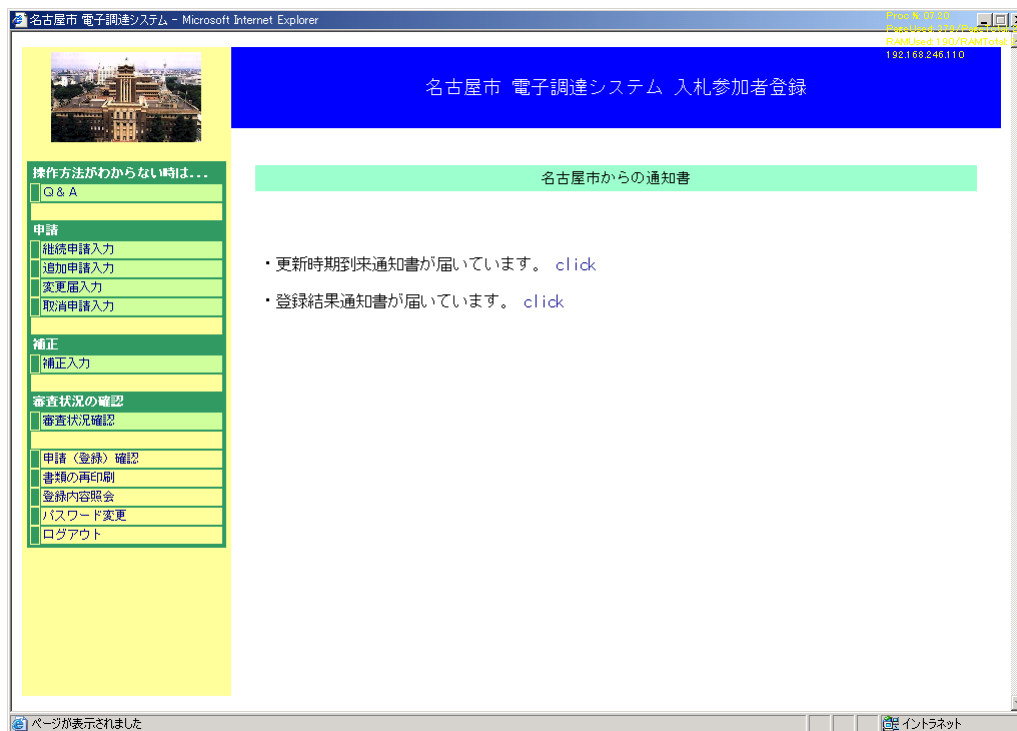 名古屋市 電子調達システム - Microsoft Internet Explorer
192.168.246.110
名古屋市 電子調達システム 入札参加者登録
操作方法がわからない時は...
Q & A
申請
継続申請入力
追加申請入力
変更届入力
取消申請入力
補正
補正入力
審査状況の確認
審査状況確認
申請（登録）確認
書類の再印刷
登録内容照会
パスワード変更
ログアウト
名古屋市からの通知書
・更新時期到来通知書が届いています。 click
・登録結果通知書が届いています。 click
ページが表示されました
イントラネット